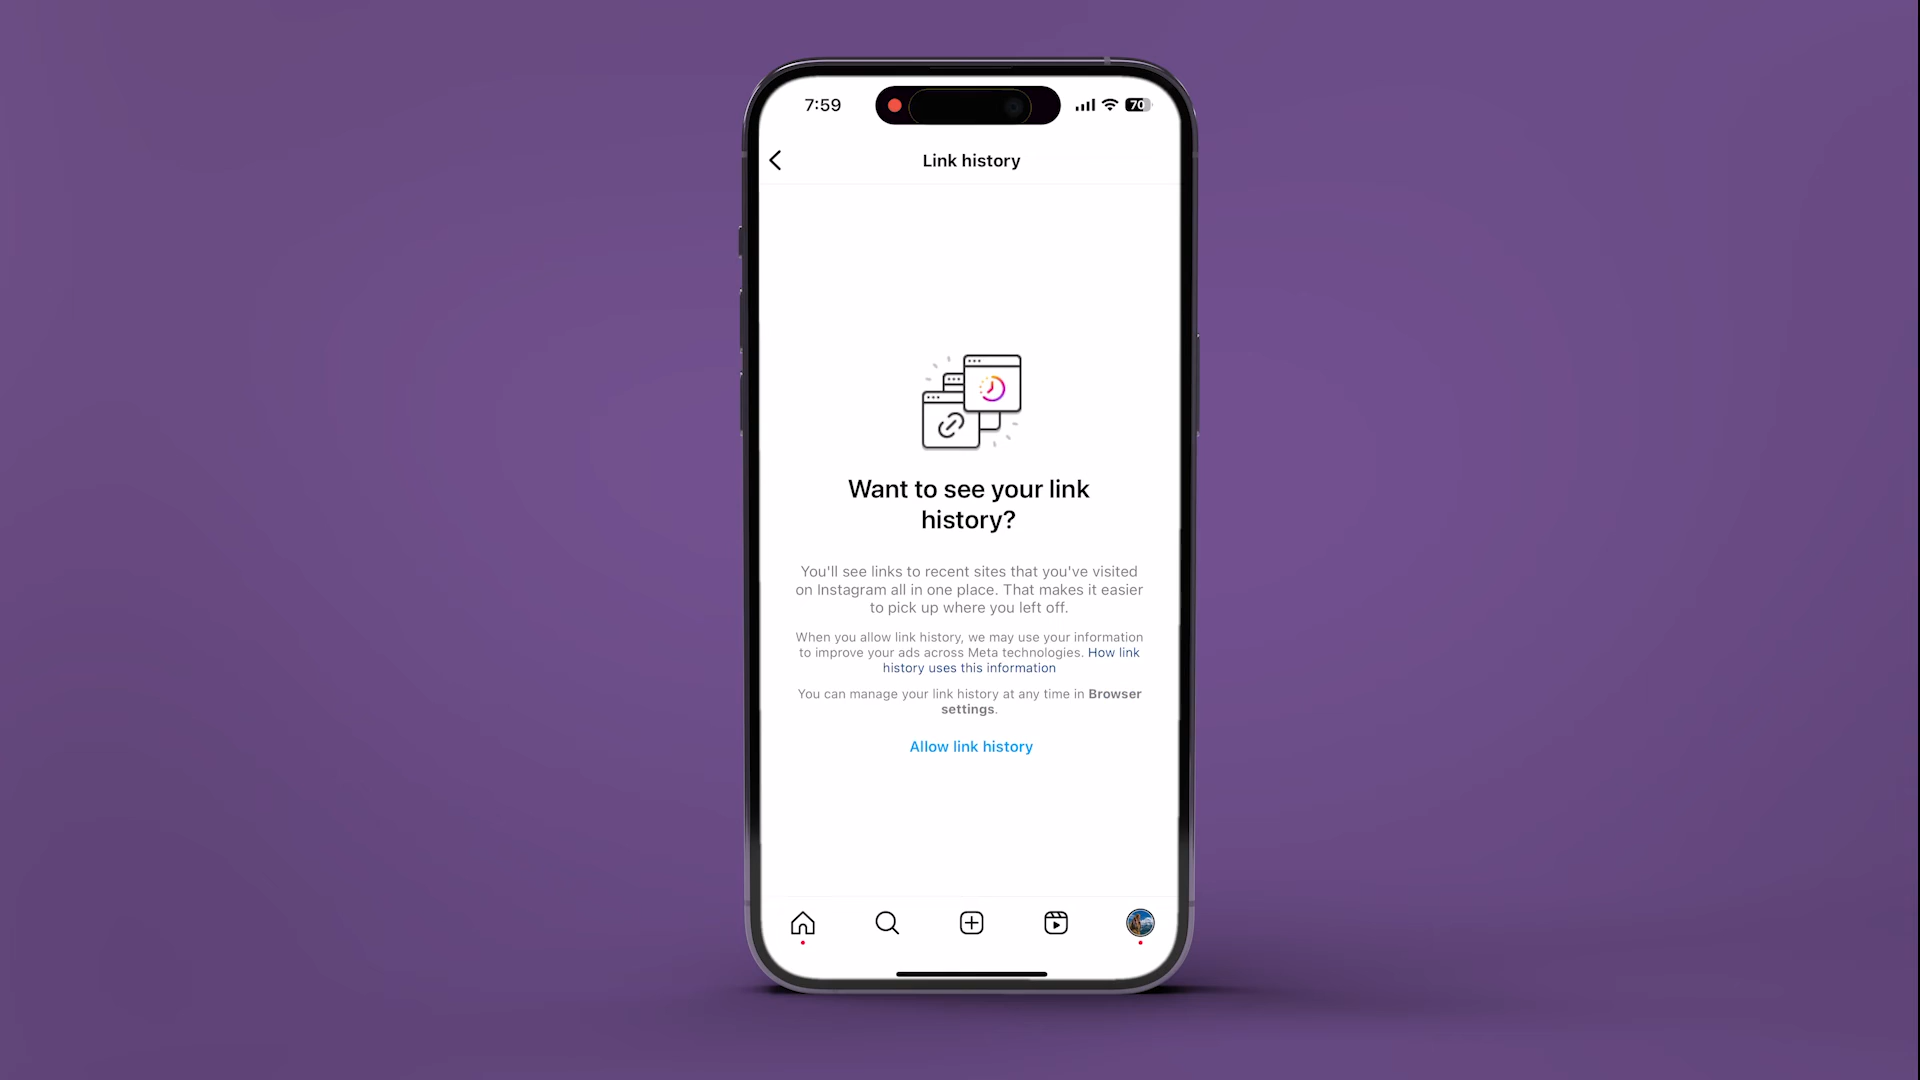 7:59
70
Link history
Want to see your link
history?
You'll see links to recent sites that you've visited
on Instagram all in one place. That makes it easier
to pick up where you left off.
When you allow link history, we may use your information
to improve your ads across Meta technologies. How link
history uses this information
You can manage your link history at any time in Browser
settings.
Allow link history